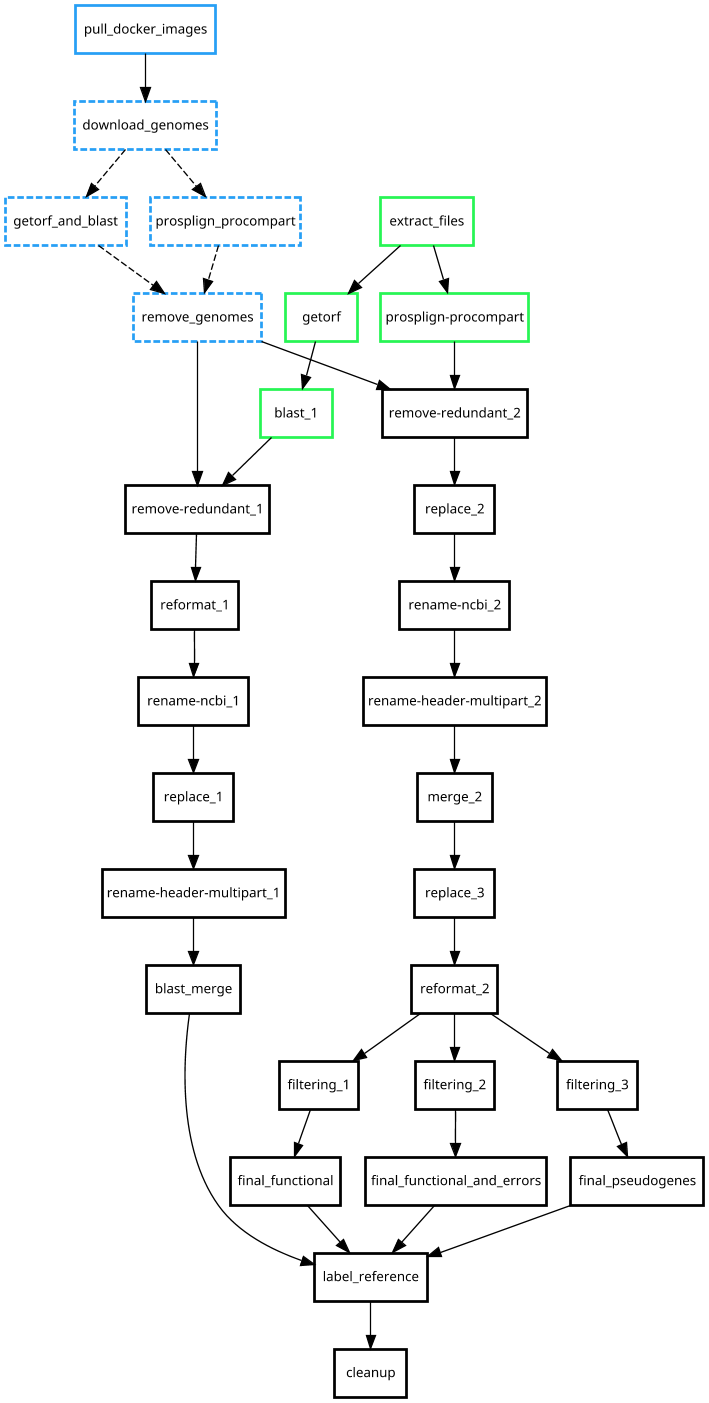 pull_docker_images
download_genomes
getorf_and_blast
prosplign_procompart
extract_files
remove_genomes
getorf
prosplign-procompart
blast_1
remove-redundant_2
remove-redundant_1
replace_2
reformat_1
rename-ncbi_2
rename-ncbi_1
rename-header-multipart_2
replace_1
merge_2
rename-header-multipart_1
replace_3
blast_merge
reformat_2
filtering_1
filtering_2
filtering_3
final_functional
final_functional_and_errors
final_pseudogenes
label_reference
cleanup